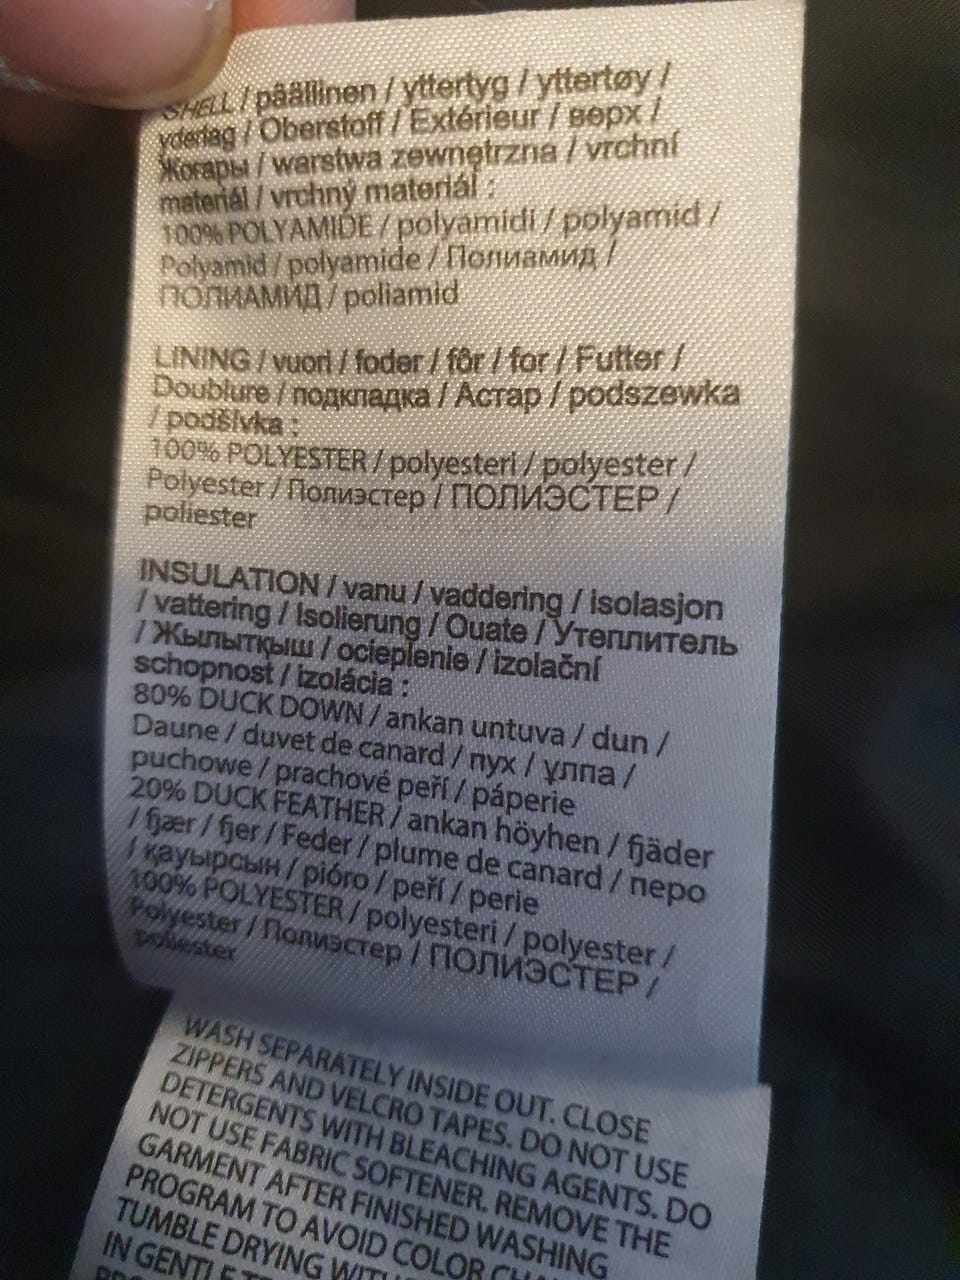 SHELL / päällinen / yttertyg / yttertøy /
yderlag / Oberstoff / Extérieur / верх /
Жоғары / warstwa zewnętrzna / vrchní
materiál / vrchný materiál :
100% POLYAMIDE / polyamidi / polyamid /
Polyamid / polyamide / Полиамид /
ПОЛИАМИД / poliamid
LINING / vuori / foder / fôr / for / Futter /
Doublure / подкладка / Астар / podszewka
/ podšívka :
100% POLYESTER / polyesteri / polyester /
Polyester / Полиэстер / ПОЛИЭСТЕР /
poliester
INSULATION / vanu / vaddering / isolasjon
/ vattering / Isolierung / Ouate / Утеплитель
/ Жылытқыш / ocieplenie / izolační
schopnost / izolácia :
80% DUCK DOWN / ankan untuva / dun /
Daune / duvet de canard / пух / ұлпа /
puchowe / prachové peří / páperie
20% DUCK FEATHER / ankan höyhen / fjäder
/ fjær / fjer / Feder / plume de canard / перо
/ қауырсын / pióro / peří / perie
100% POLYESTER / polyesteri / polyester /
Polyester / Полиэстер / ПОЛИЭСТЕР /
poliester
WASH SEPARATELY INSIDE OUT. CLOSE
ZIPPERS AND VELCRO TAPES. DO NOT USE
DETERGENTS WITH BLEACHING AGENTS. DO
NOT USE FABRIC SOFTENER. REMOVE THE
GARMENT AFTER FINISHED WASHING
PROGRAM TO AVOID COLOR
TUMBLE DRYING
IN GENTLE